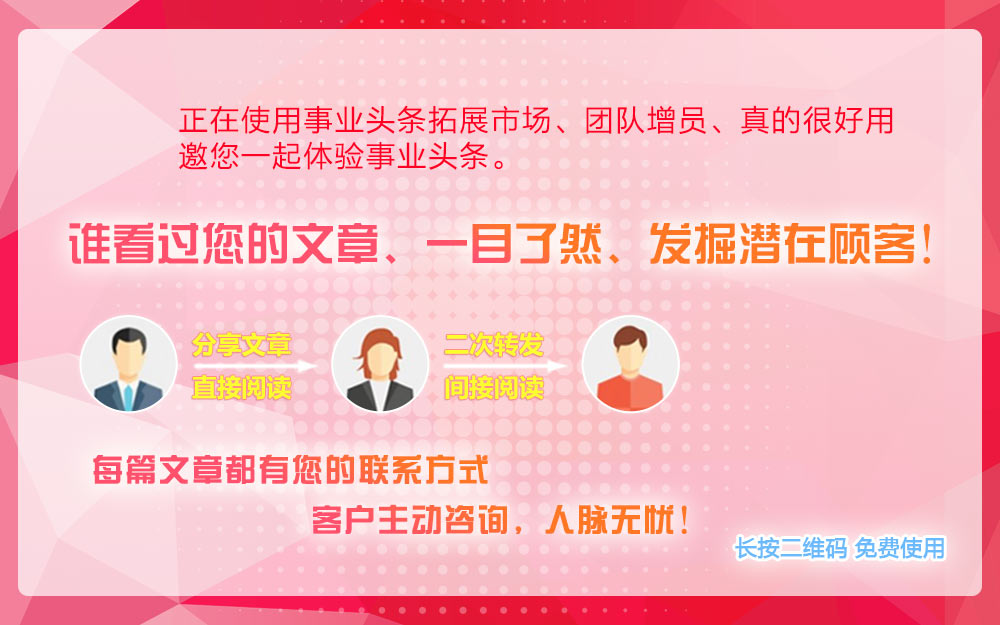 正在使用事业头条拓展市场、团队增员、真的很好用
邀您一起体验事业头条。
谁看过您的文章、一目了然、发掘潜在顾客！
分享文章
直接阅读
二次转发
间接阅读
每篇文章都有您的联系方式
客户主动咨询，人脉无忧！
长按二维码 免费使用